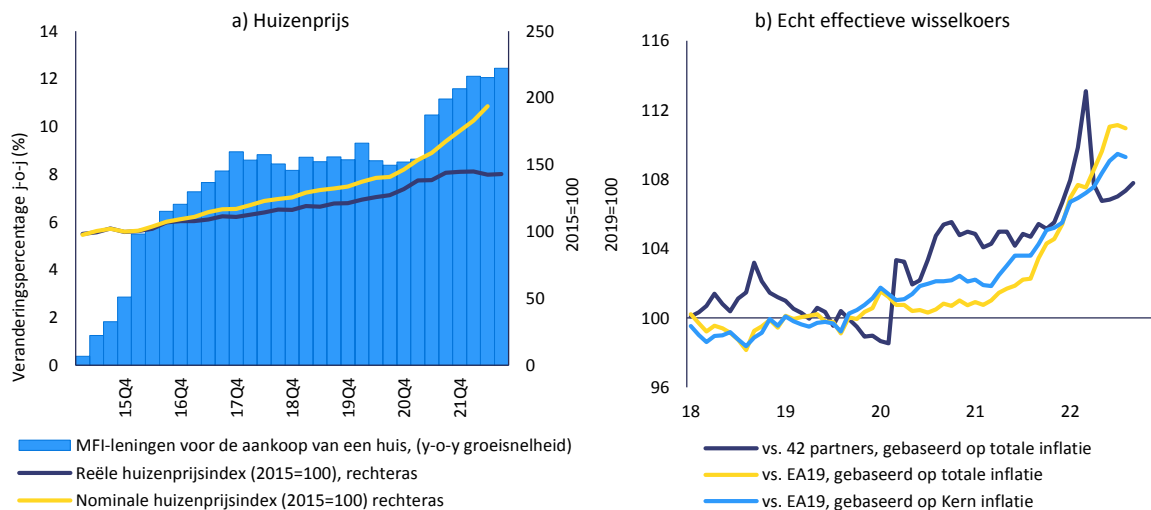 a) Huizenprijs
Veranderingspercentage j-o-j (%)
14
12
10
8
6
4
2
0
250
200
150
100
50
0
2015=100
15Q4
16Q4
17Q4
18Q4
19Q4
20Q4
21Q4
MFI-leningen voor de aankoop van een huis, (y-o-y groeisnelheid)
Reële huizenprijsindex (2015=100), rechteras
Nominale huizenprijsindex (2015=100) rechteras
b) Echt effectieve wisselkoers
2019=100
116
112
108
104
100
96
18
19
20
21
22
vs. 42 partners, gebaseerd op totale inflatie
vs. EA19, gebaseerd op totale inflatie
vs. EA19, gebaseerd op Kern inflatie